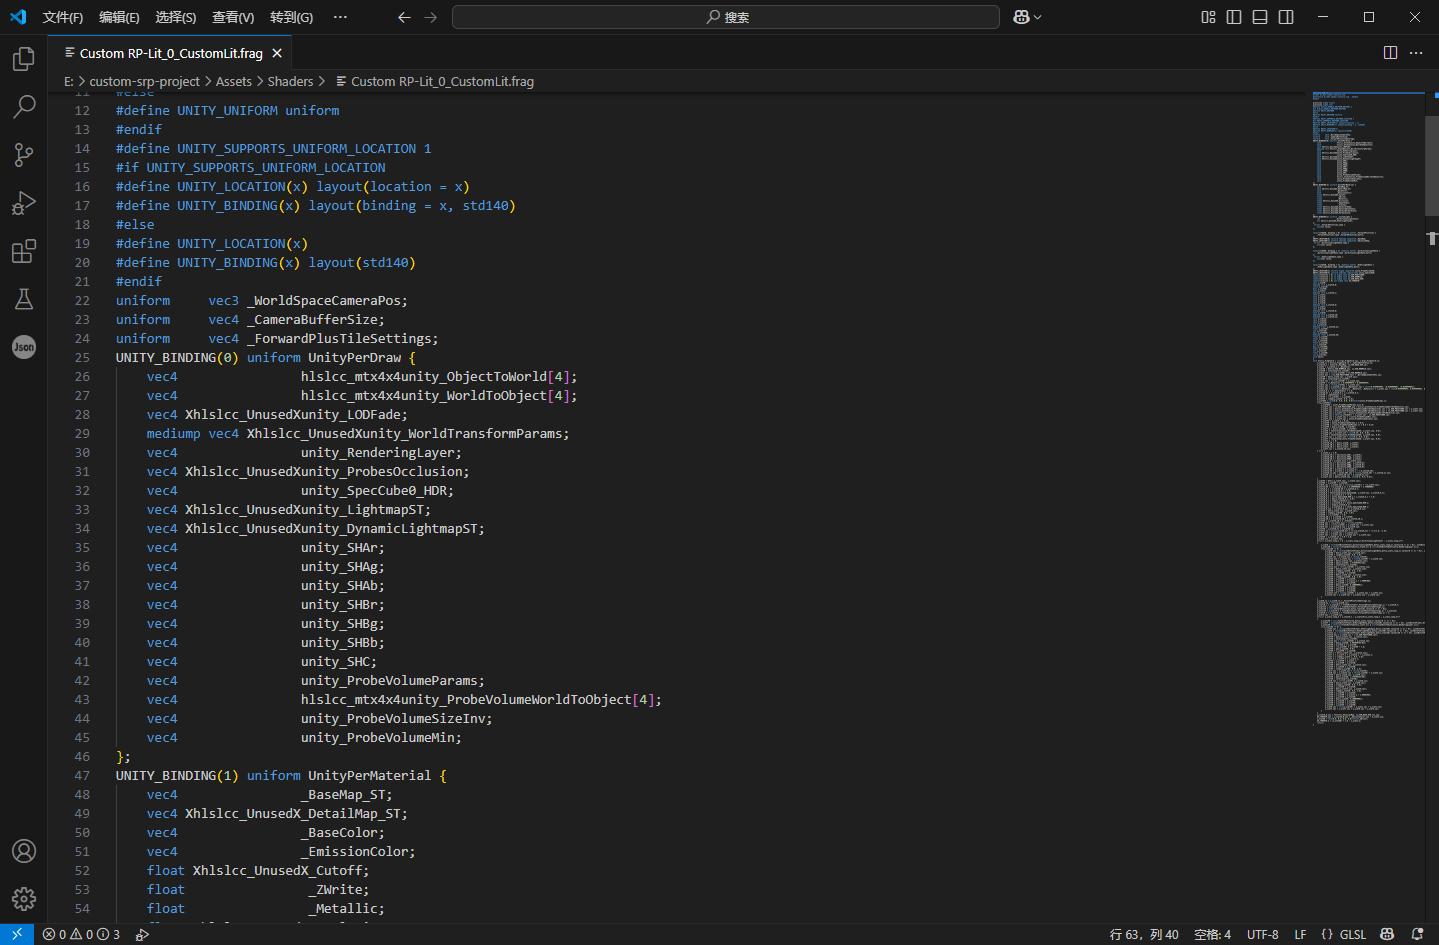 文件(F) 编辑(E) 选择(S) 查看(V) 转到(G) ··· 搜索
Custom RP-Lit_0_CustomLit.frag
E: > custom-srp-project > Assets > Shaders > Custom RP-Lit_0_CustomLit.frag
11 #else
12 #define UNITY_UNIFORM uniform
13 #endif
14 #define UNITY_SUPPORTS_UNIFORM_LOCATION 1
15 #if UNITY_SUPPORTS_UNIFORM_LOCATION
16 #define UNITY_LOCATION(x) layout(location = x)
17 #define UNITY_BINDING(x) layout(binding = x, std140)
18 #else
19 #define UNITY_LOCATION(x)
20 #define UNITY_BINDING(x) layout(std140)
21 #endif
22 uniform     vec3 _WorldSpaceCameraPos;
23 uniform     vec4 _CameraBufferSize;
24 uniform     vec4 _ForwardPlusTileSettings;
25 UNITY_BINDING(0) uniform UnityPerDraw {
26     vec4                hlslcc_mtx4x4unity_ObjectToWorld[4];
27     vec4                hlslcc_mtx4x4unity_WorldToObject[4];
28     vec4 Xhlslcc_UnusedXunity_LODFade;
29     mediump vec4 Xhlslcc_UnusedXunity_WorldTransformParams;
30     vec4                unity_RenderingLayer;
31     vec4 Xhlslcc_UnusedXunity_ProbesOcclusion;
32     vec4                unity_SpecCube0_HDR;
33     vec4 Xhlslcc_UnusedXunity_LightmapST;
34     vec4 Xhlslcc_UnusedXunity_DynamicLightmapST;
35     vec4                unity_SHAr;
36     vec4                unity_SHAg;
37     vec4                unity_SHAb;
38     vec4                unity_SHBr;
39     vec4                unity_SHBg;
40     vec4                unity_SHBb;
41     vec4                unity_SHC;
42     vec4                unity_ProbeVolumeParams;
43     vec4                hlslcc_mtx4x4unity_ProbeVolumeWorldToObject[4];
44     vec4                unity_ProbeVolumeSizeInv;
45     vec4                unity_ProbeVolumeMin;
46 };
47 UNITY_BINDING(1) uniform UnityPerMaterial {
48     vec4                _BaseMap_ST;
49     vec4 Xhlslcc_UnusedX_DetailMap_ST;
50     vec4                _BaseColor;
51     vec4                _EmissionColor;
52     float Xhlslcc_UnusedX_Cutoff;
53     float                _ZWrite;
54     float                _Metallic;
Json
0 0 3 行 63，列 40 空格: 4 UTF-8 LF {} GLSL